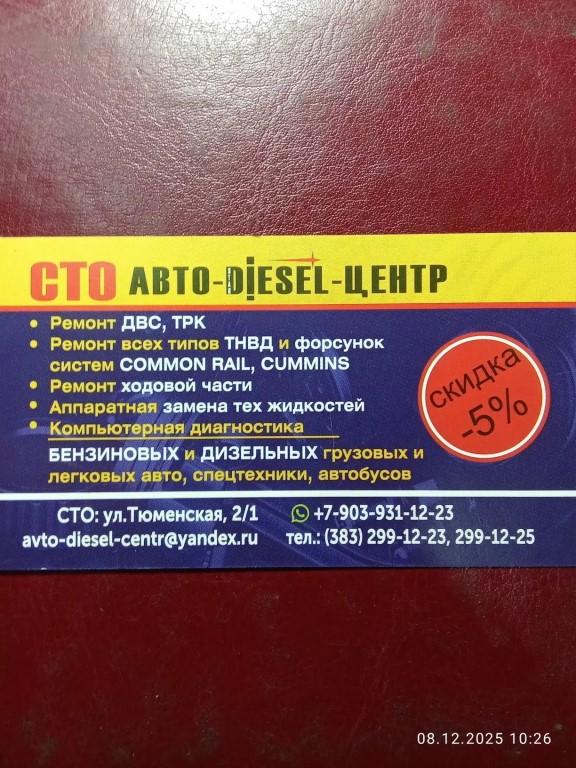 СТО АВТО-DiESEL-ЦЕНТР
• Ремонт ДВС, ТРК
• Ремонт всех типов ТНВД и форсунок
систем COMMON RAIL, CUMMINS
• Ремонт ходовой части
• Аппаратная замена тех жидкостей
• Компьютерная диагностика
БЕНЗИНОВЫХ и ДИЗЕЛЬНЫХ грузовых и
легковых авто, спецтехники, автобусов
скидка
-5%
СТО: ул.Тюменская, 2/1
+7-903-931-12-23
avto-diesel-centr@yandex.ru
тел.: (383) 299-12-23, 299-12-25
08.12.2025 10:26